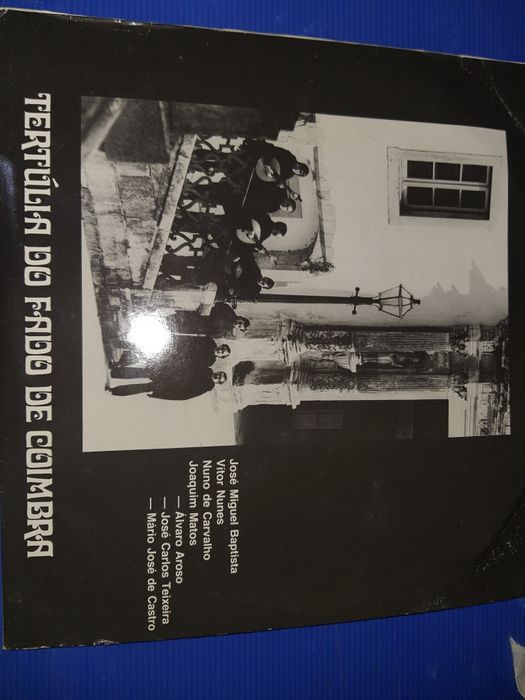 José Miguel Baptista
Vitor Nunes
Nuno de Carvalho
Joaquim Matos
— Álvaro Aroso
— José Carlos Teixeira
— Mário José de Castro
TERTÚLIA DO FADO DE COIMBRA